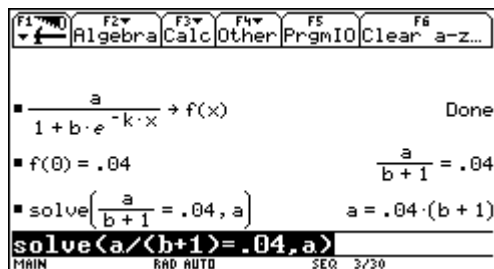 F1 F2 F3 F4 F5 F6
Algebra Calc Other PrgmIO Clear a-z…
▪ a / (1 + b·e^(-k·x)) → f(x) Done
▪ f(0) = .04 a / (b + 1) = .04
▪ solve(a / (b + 1) = .04, a) a = .04·(b + 1)
solve(a/(b+1)=.04,a)
MAIN RAD AUTO SEQ 3/30